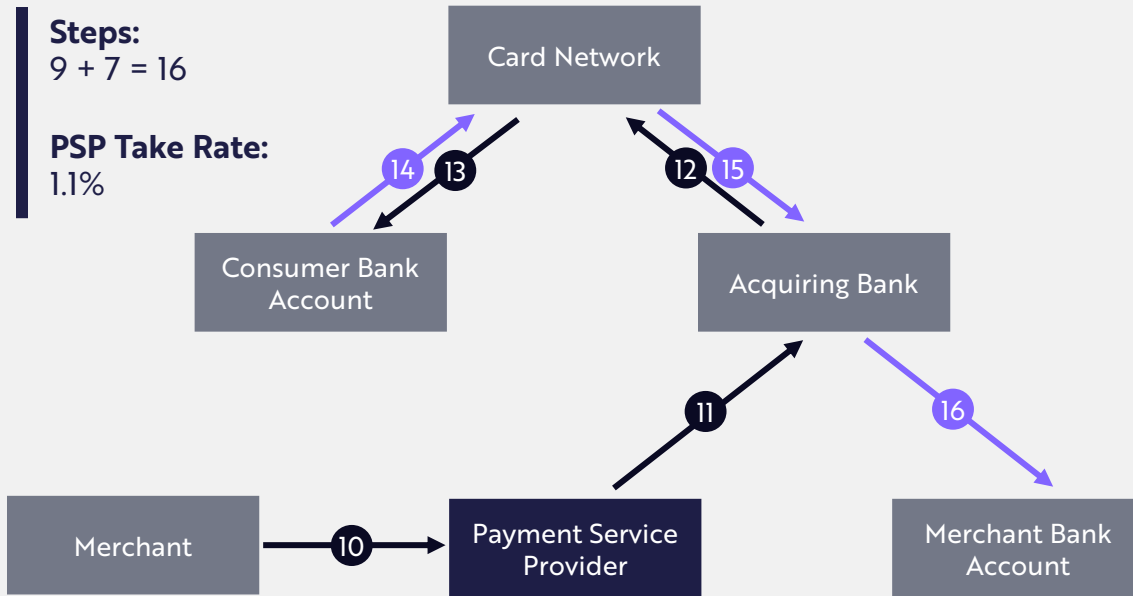 Steps:
9 + 7 = 16
PSP Take Rate:
1.1%
Card Network
14
13
12
15
Consumer Bank
Account
Acquiring Bank
11
16
Merchant
10
Payment Service
Provider
Merchant Bank
Account